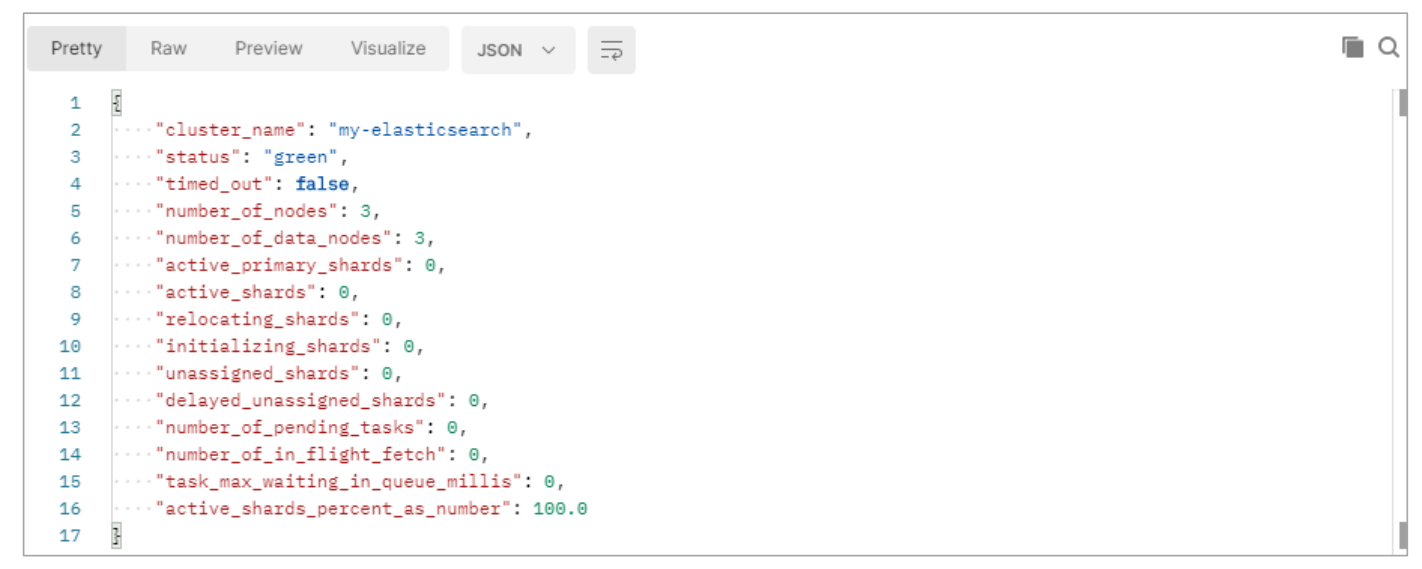 Pretty Raw Preview Visualize JSON
1 {
2 "cluster_name": "my-elasticsearch",
3 "status": "green",
4 "timed_out": false,
5 "number_of_nodes": 3,
6 "number_of_data_nodes": 3,
7 "active_primary_shards": 0,
8 "active_shards": 0,
9 "relocating_shards": 0,
10 "initializing_shards": 0,
11 "unassigned_shards": 0,
12 "delayed_unassigned_shards": 0,
13 "number_of_pending_tasks": 0,
14 "number_of_in_flight_fetch": 0,
15 "task_max_waiting_in_queue_millis": 0,
16 "active_shards_percent_as_number": 100.0
17 }